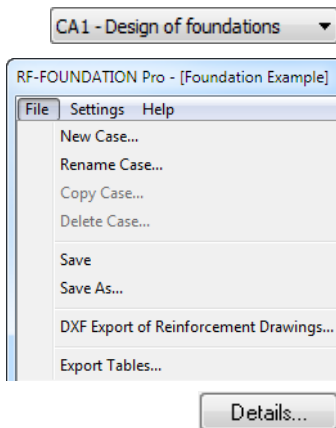 CA1 - Design of foundations
RF-FOUNDATION Pro - [Foundation Example]
File Settings Help
New Case...
Rename Case...
Copy Case...
Delete Case...
Save
Save As...
DXF Export of Reinforcement Drawings...
Export Tables...
Details...